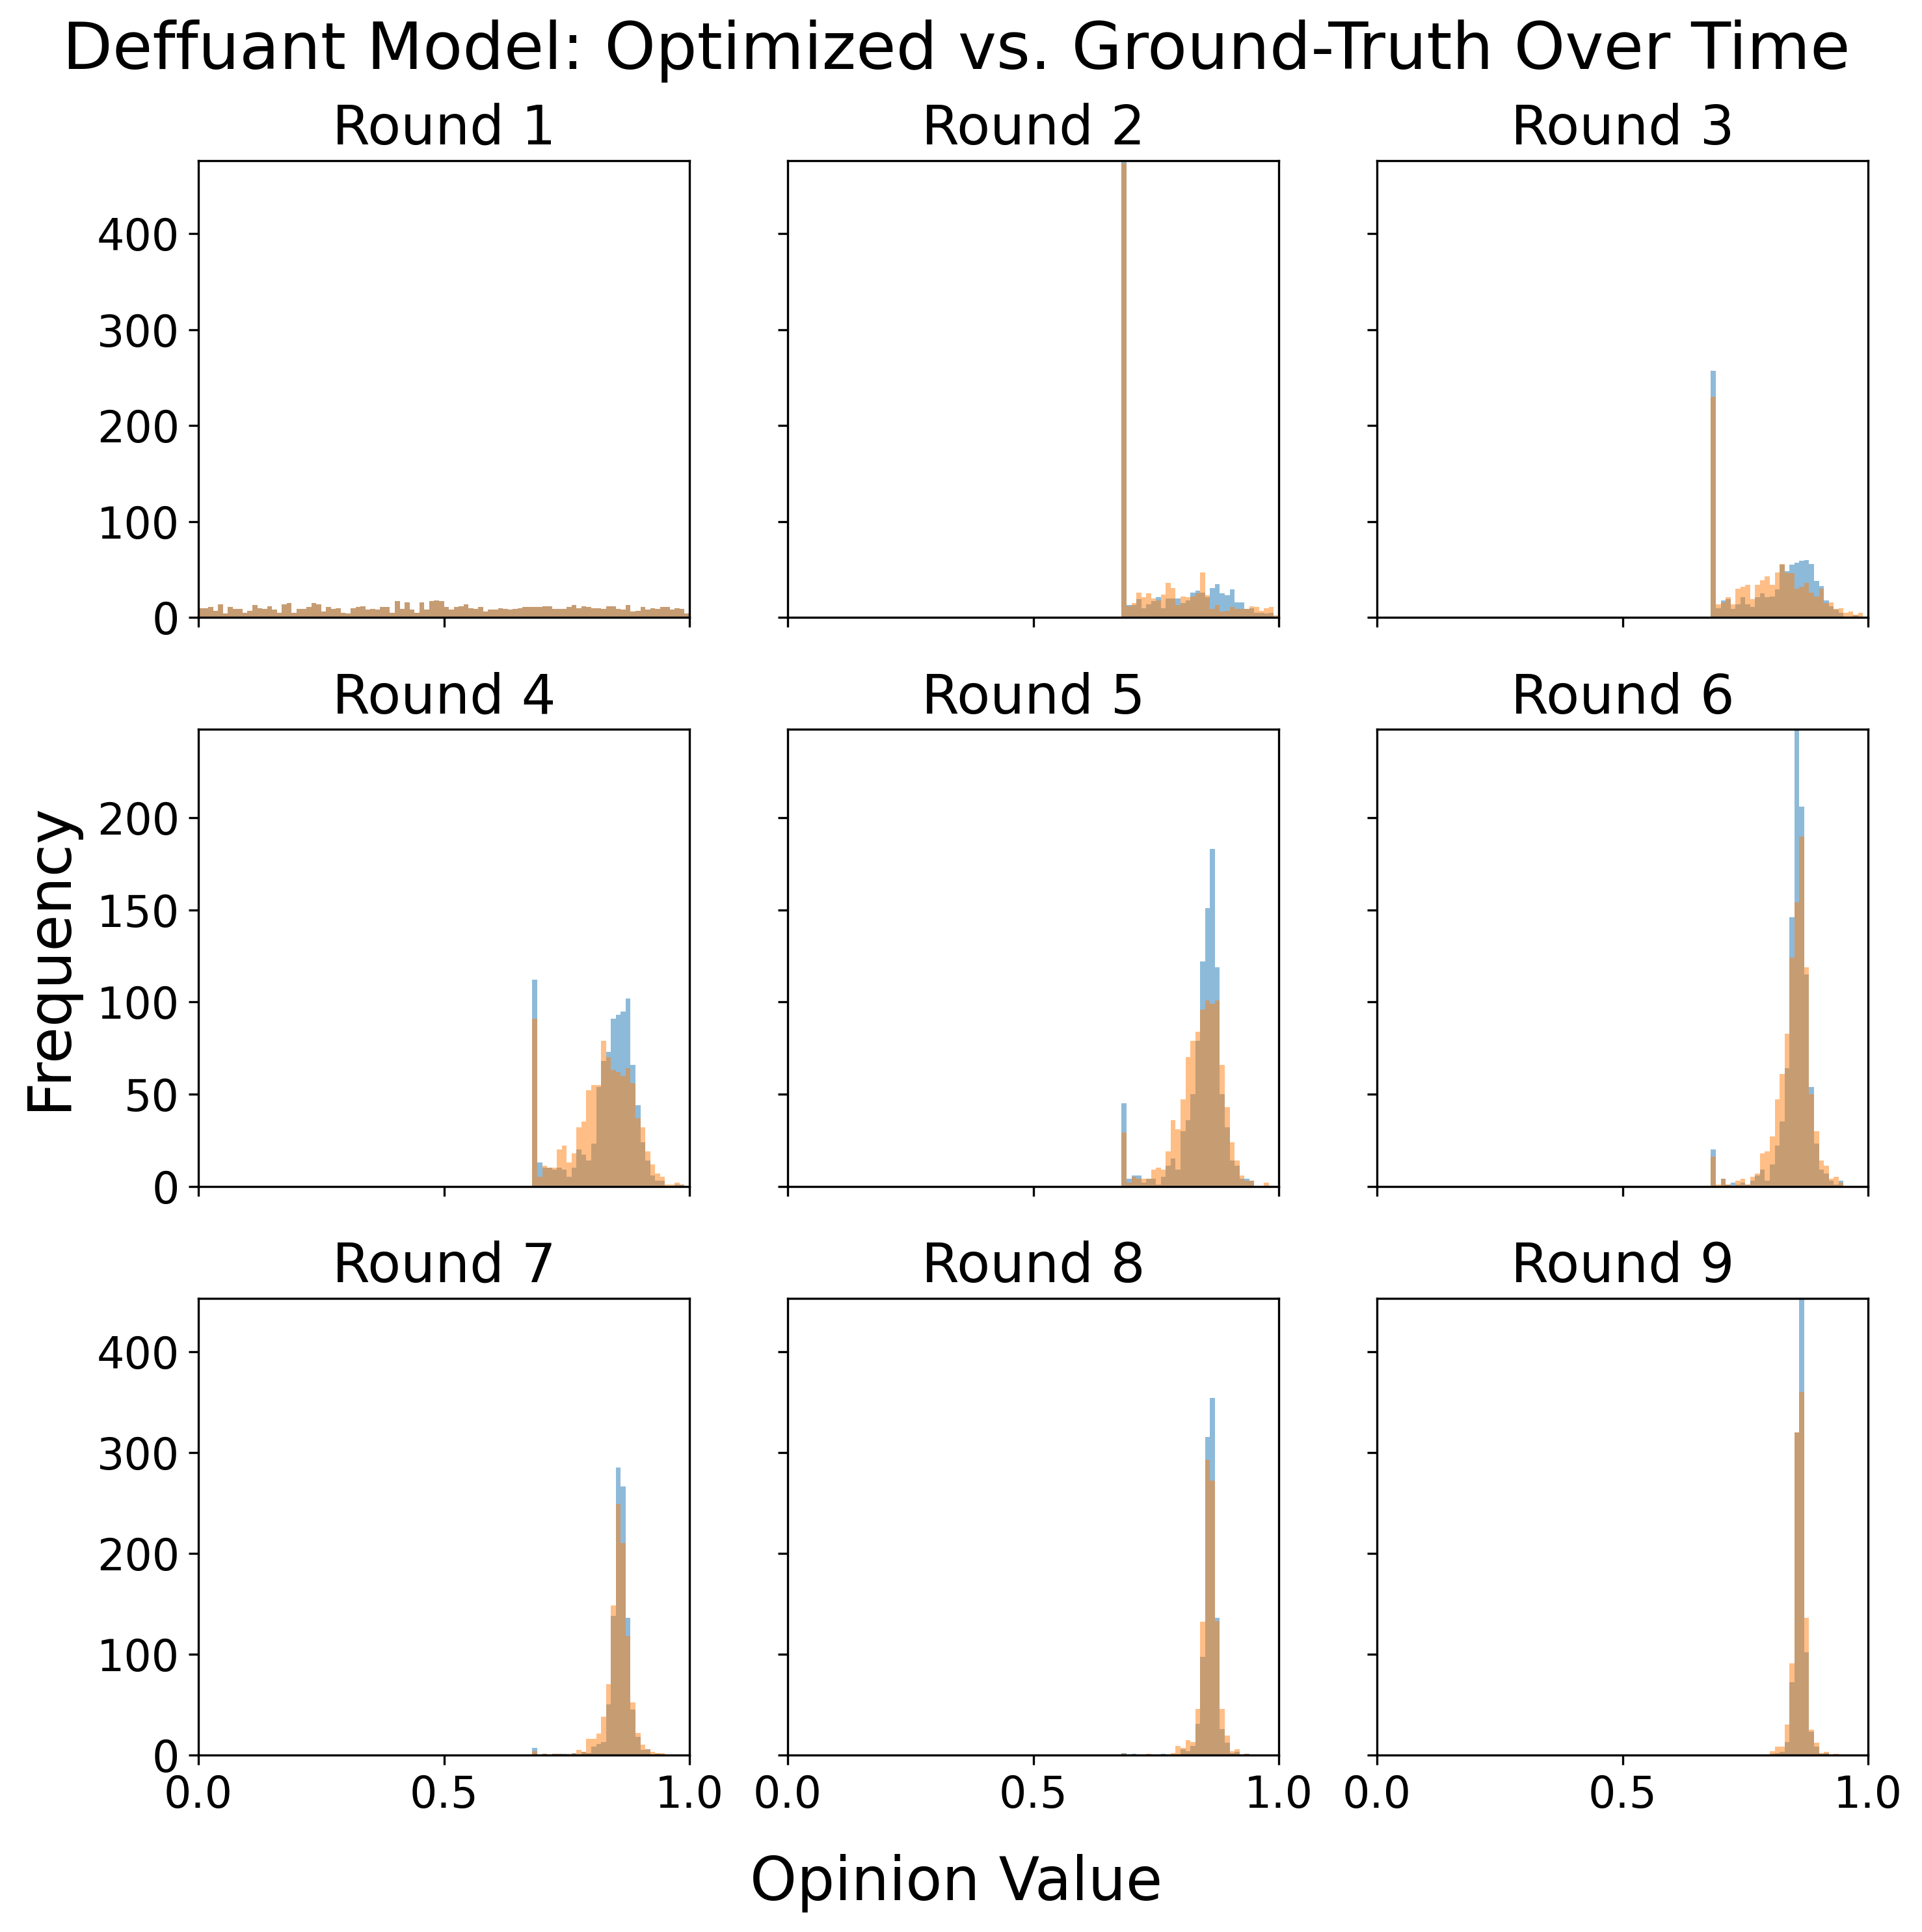 Deffuant Model: Optimized vs. Ground-Truth Over Time
Round 1
Round 2
Round 3
400
300
200
100
0
Round 4
Round 5
Round 6
200
150
100
50
0
Frequency
Round 7
Round 8
Round 9
400
300
200
100
0
0.0 0.5 1.0
0.0 0.5 1.0
0.0 0.5 1.0
Opinion Value